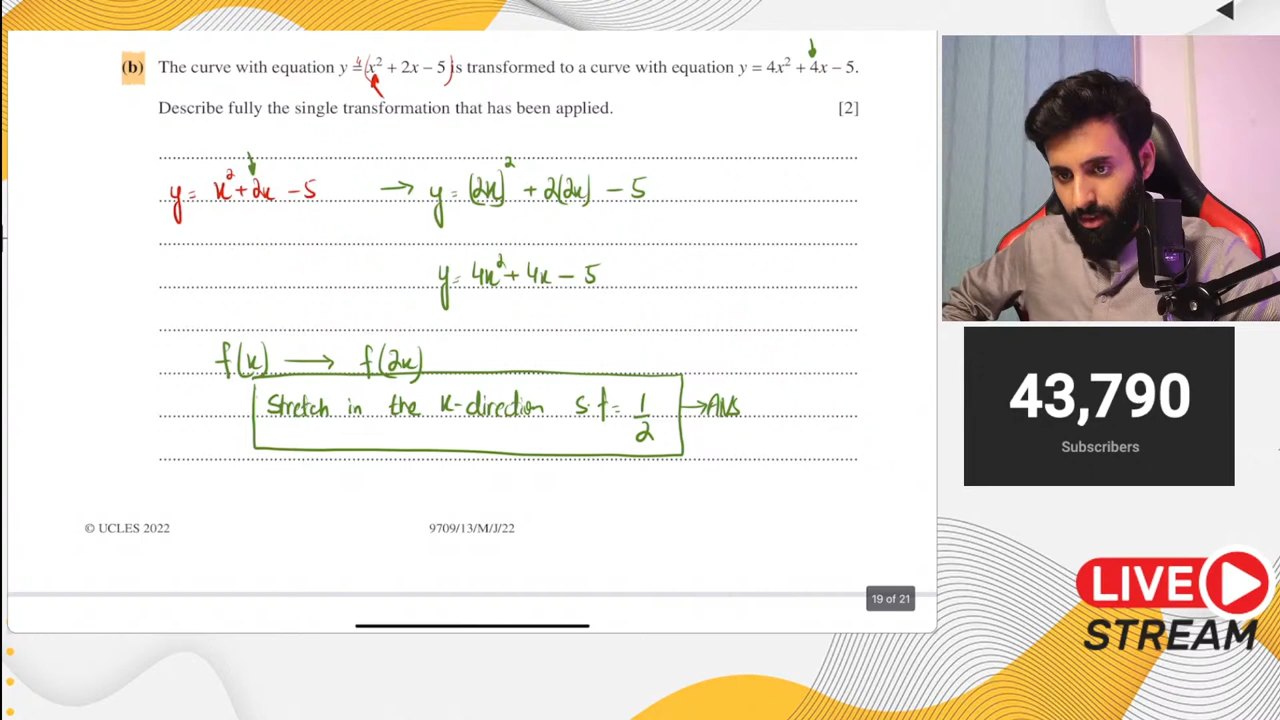 (b) The curve with equation y = 4(x² + 2x − 5) is transformed to a curve with equation y = 4x² + 4x − 5.
Describe fully the single transformation that has been applied. [2]
y = x² + 2x − 5 → y = (2x)² + 2(2x) − 5
y = 4x² + 4x − 5
f(x) → f(2x)
Stretch in the x-direction s.f = 1/2 → ANS
© UCLES 2022 9709/13/M/J/22
19 of 21
43,790
Subscribers
LIVE
STREAM